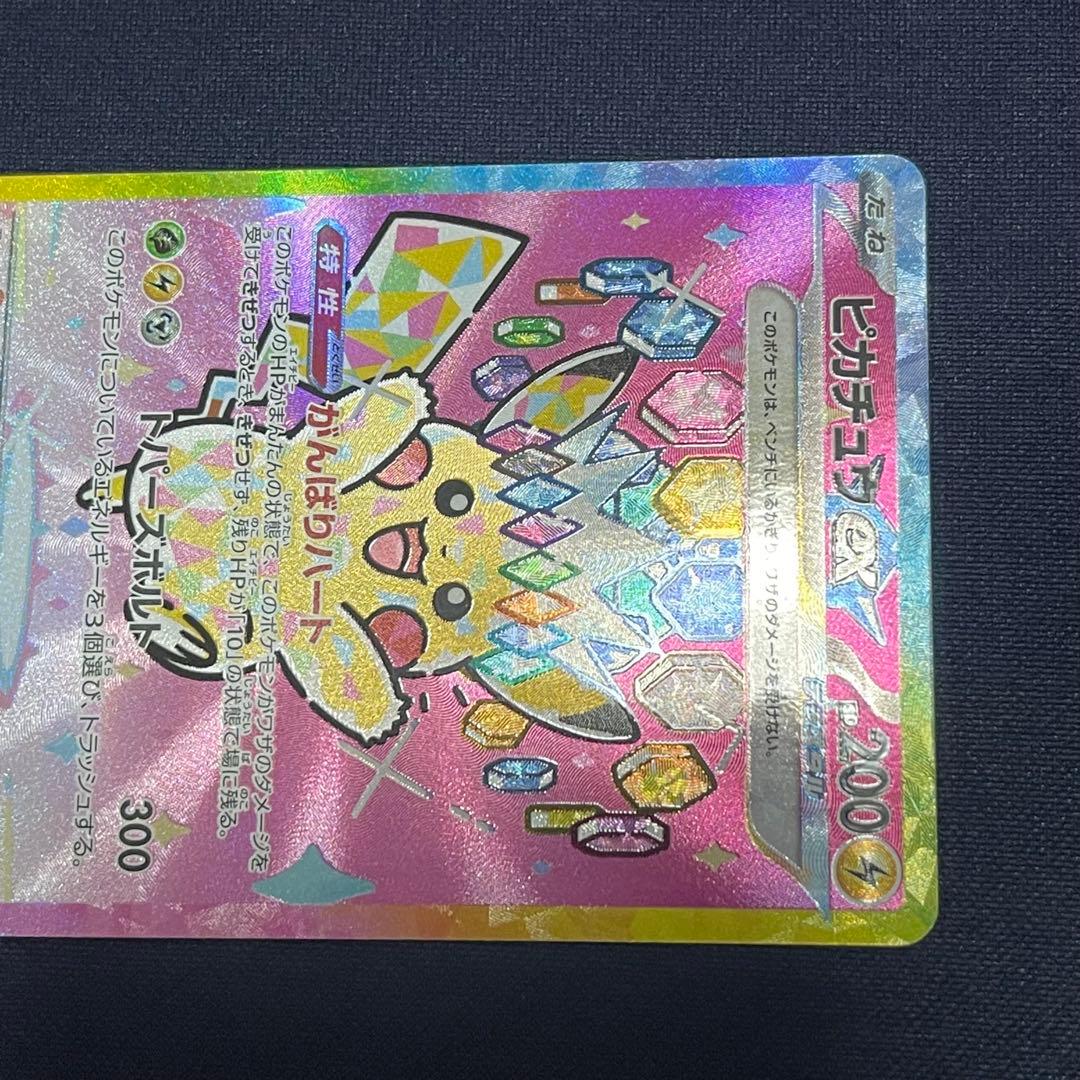 たね
ピカチュウex
HP200
テラスタル
このポケモンは、ベンチにいるかぎり、ワザのダメージを受けない。
特性
とくせい
がんばりハート
このポケモンのHPがまんたんの状態で、このポケモンがワザのダメージを
受けてきぜつするとき、きぜつせず、残りHPが「10」の状態で場に残る。
トパーズボルト 300
このポケモンについているエネルギーを3個選び、トラッシュする。